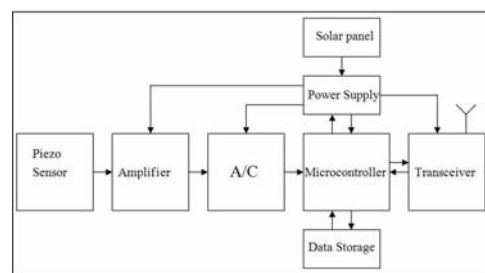 Solar panel
Power Supply
Piezo
Sensor
Amplifier
A/C
Microcontroller
Transceiver
Data Storage